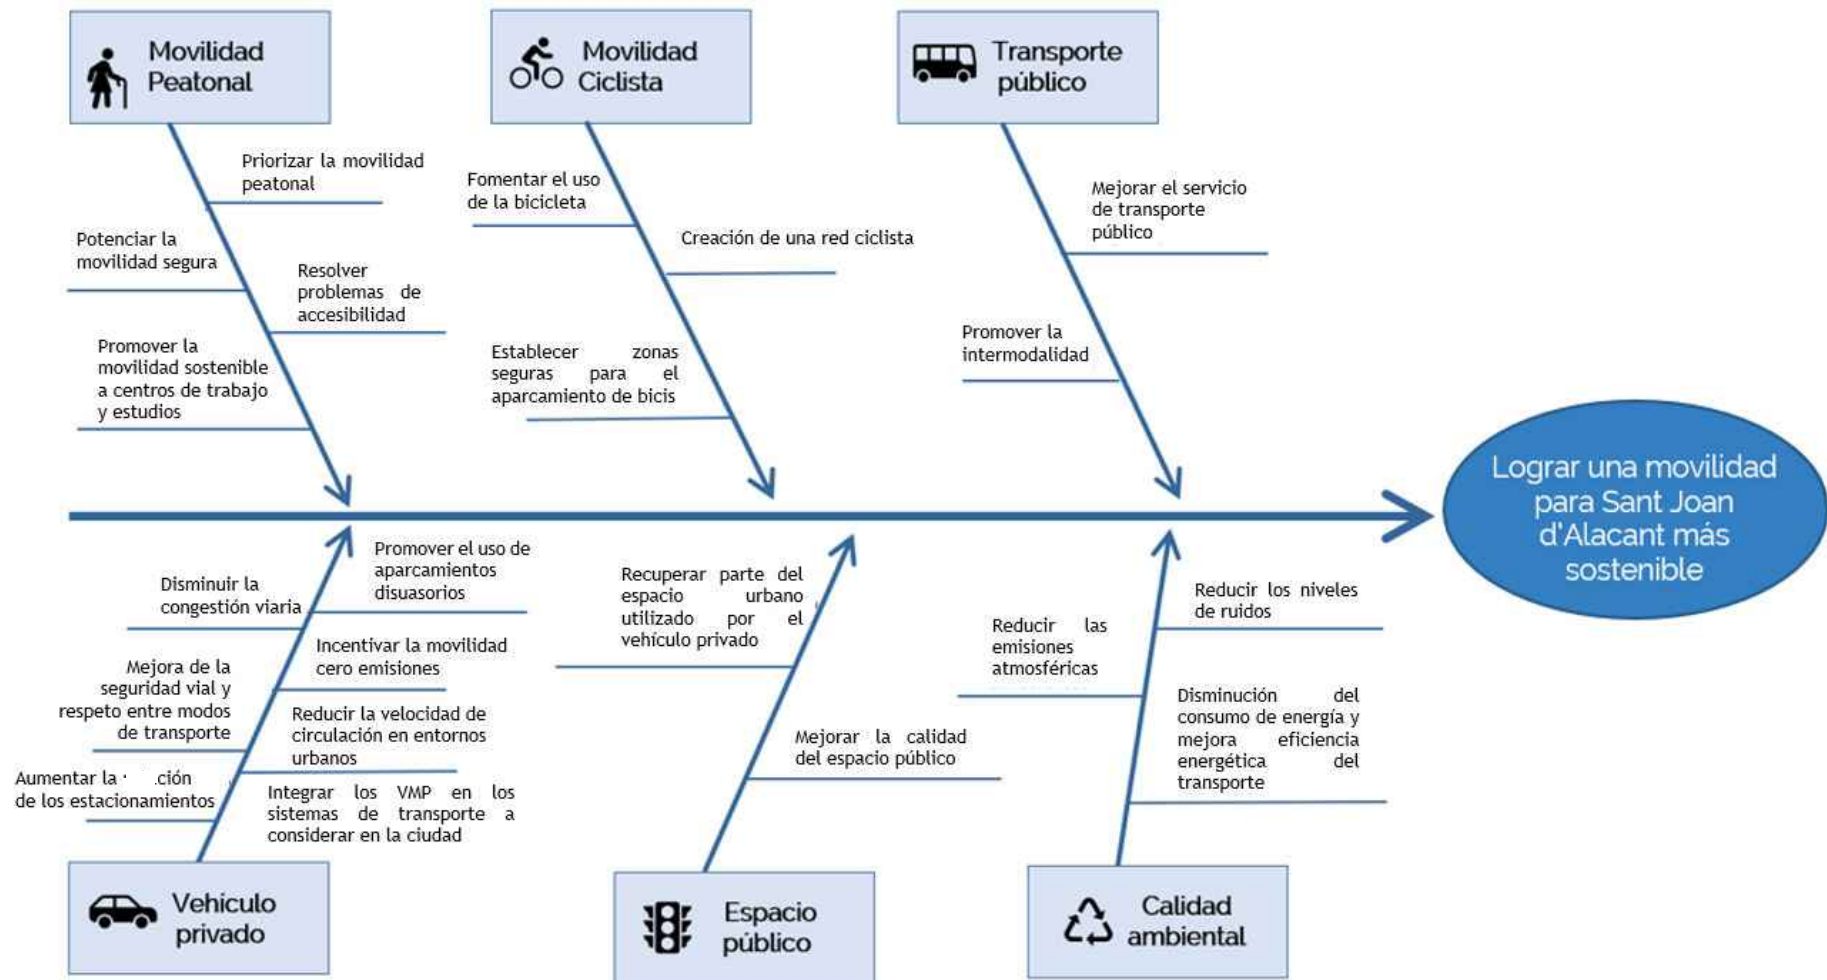 Movilidad
Peatonal
Movilidad
Ciclista
Transporte
público
Priorizar la movilidad
peatonal
Potenciar la
movilidad segura
Resolver
problemas de
accesibilidad
Promover la
movilidad sostenible
a centros de trabajo
y estudios
Fomentar el uso
de la bicicleta
Creación de una red ciclista
Establecer zonas
seguras para el
aparcamiento de bicis
Mejorar el servicio
de transporte
público
Promover la
intermodalidad
Lograr una movilidad
para Sant Joan
d'Alacant más
sostenible
Promover el uso de
aparcamientos
disuasorios
Disminuir la
congestión viaria
Incentivar la movilidad
cero emisiones
Mejora de la
seguridad vial y
respeto entre modos
de transporte
Reducir la velocidad de
circulación en entornos
urbanos
Aumentar la
de los estacionamientos
Integrar los VMP en los
sistemas de transporte a
considerar en la ciudad
Recuperar parte del
espacio urbano
utilizado por el
vehículo privado
Mejorar la calidad
del espacio público
Reducir los niveles
de ruidos
Reducir las
emisiones
atmosféricas
Disminución del
consumo de energía y
mejora eficiencia
energética del
transporte
Vehiculo
privado
Espacio
público
Calidad
ambiental